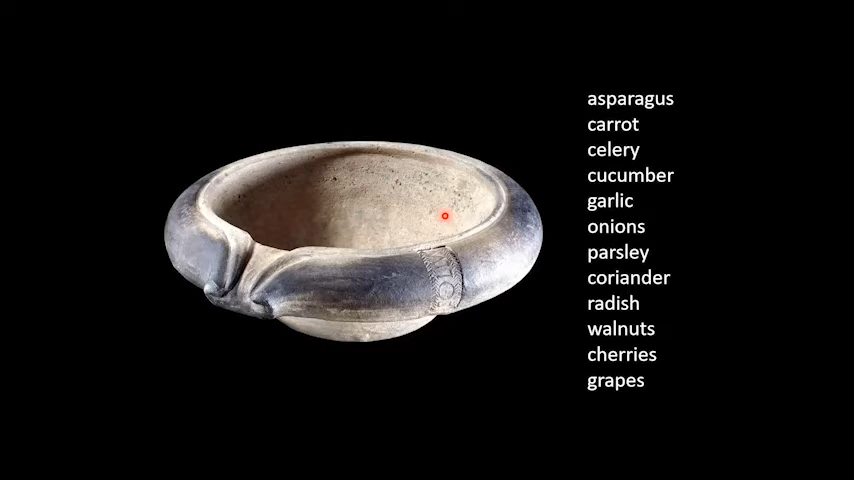 asparagus
carrot
celery
cucumber
garlic
onions
parsley
coriander
radish
walnuts
cherries
grapes